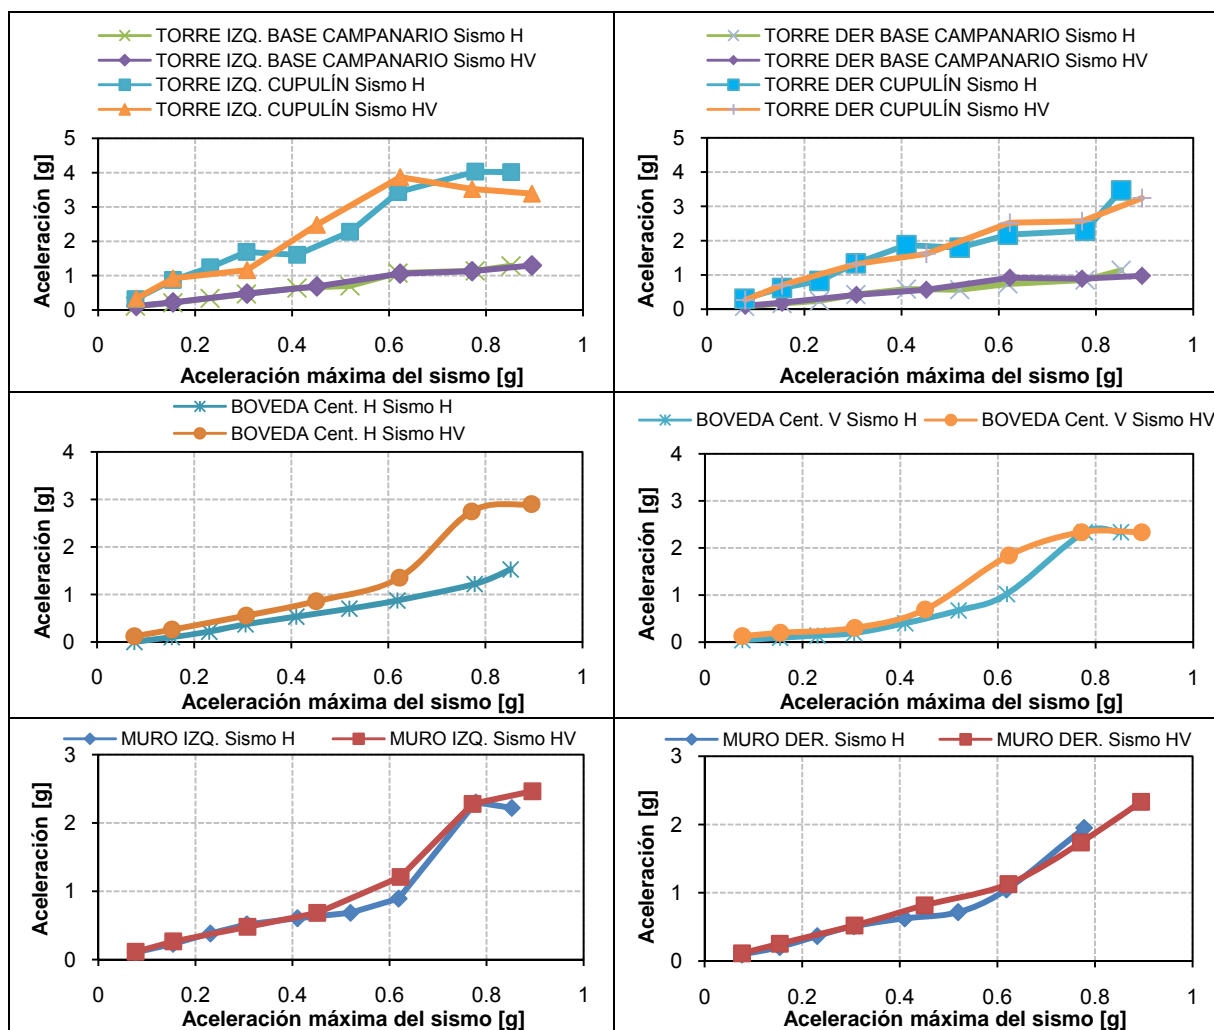 TORRE IZQ. BASE CAMPANARIO Sismo H
TORRE IZQ. BASE CAMPANARIO Sismo HV
TORRE IZQ. CUPULÍN Sismo H
TORRE IZQ. CUPULÍN Sismo HV
5
4
3
2
1
0
0 0.2 0.4 0.6 0.8 1
Aceleración [g]
Aceleración máxima del sismo [g]
TORRE DER BASE CAMPANARIO Sismo H
TORRE DER BASE CAMPANARIO Sismo HV
TORRE DER CUPULÍN Sismo H
TORRE DER CUPULÍN Sismo HV
5
4
3
2
1
0
0 0.2 0.4 0.6 0.8 1
Aceleración [g]
Aceleración máxima del sismo [g]
BOVEDA Cent. H Sismo H
BOVEDA Cent. H Sismo HV
4
3
2
1
0
0 0.2 0.4 0.6 0.8 1
Aceleración [g]
Aceleración máxima del sismo [g]
BOVEDA Cent. V Sismo H BOVEDA Cent. V Sismo HV
4
3
2
1
0
0 0.2 0.4 0.6 0.8 1
Aceleración [g]
Aceleración máxima del sismo [g]
MURO IZQ. Sismo H MURO IZQ. Sismo HV
3
2
1
0
0 0.2 0.4 0.6 0.8 1
Aceleración [g]
Aceleración máxima del sismo [g]
MURO DER. Sismo H MURO DER. Sismo HV
3
2
1
0
0 0.2 0.4 0.6 0.8 1
Aceleración [g]
Aceleración máxima del sismo [g]